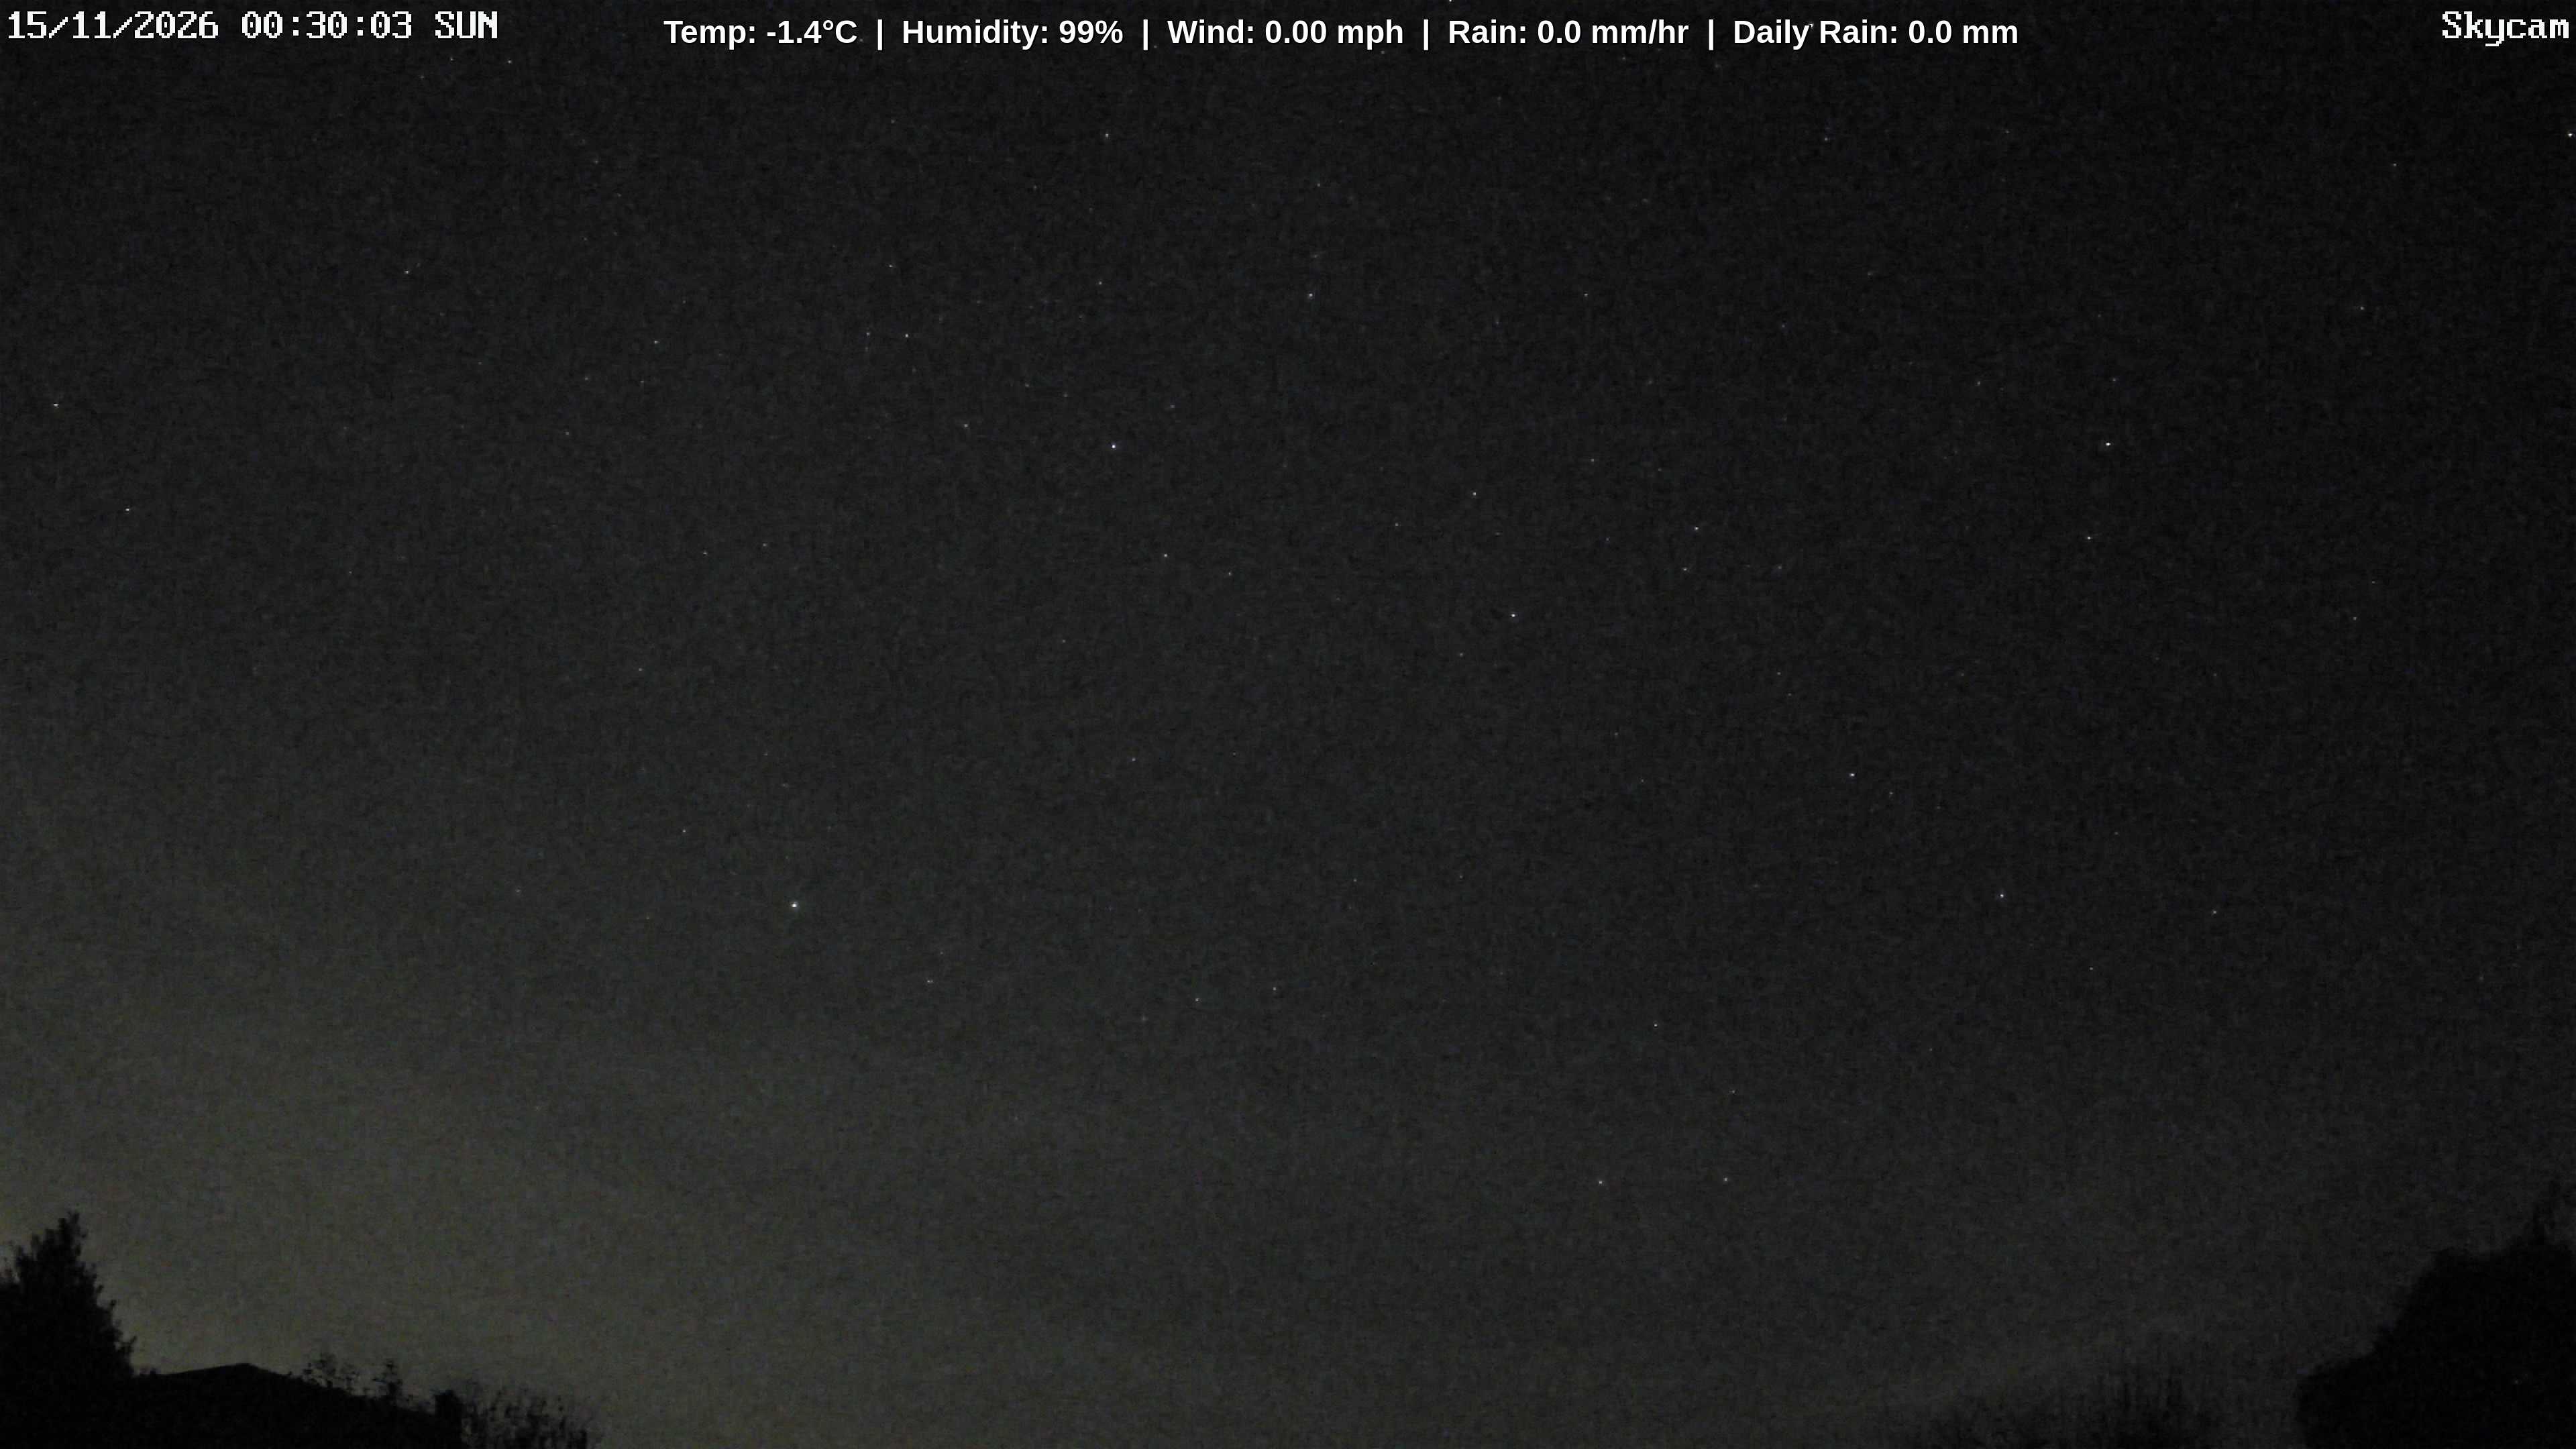 15/11/2026 00:30:03 SUN
Temp: -1.4°C | Humidity: 99% | Wind: 0.00 mph | Rain: 0.0 mm/hr | Daily Rain: 0.0 mm
Skycam